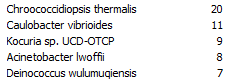 Chroococcidiopsis thermalis 20
Caulobacter vibrioides 11
Kocuria sp. UCD-OTCP 9
Acinetobacter lwoffii 8
Deinococcus wulumuqiensis 7